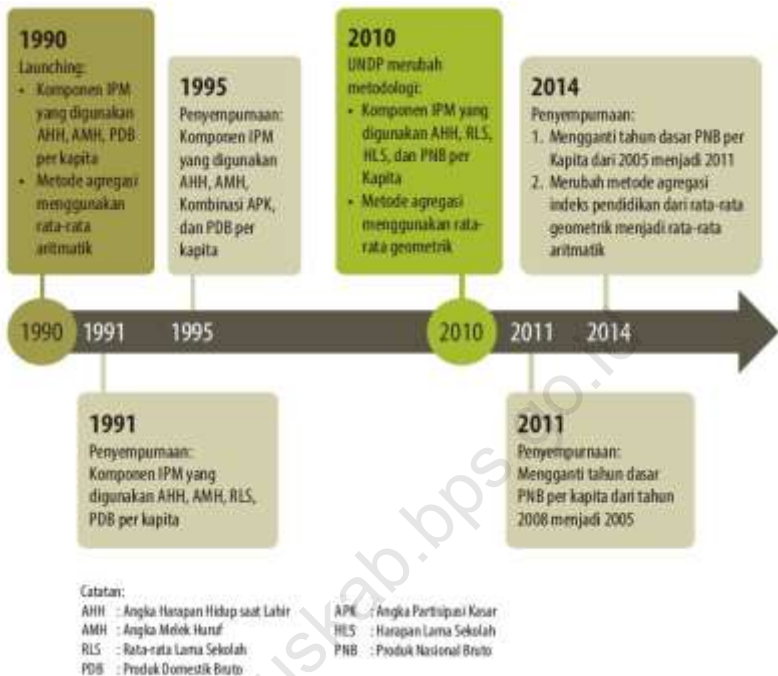 1990
Launching:
• Komponen IPM
yang digunakan
AHH, AMH, PDB
per kapita
• Metode agregasi
menggunakan
rata-rata
aritmatik
1995
Penyempurnaan:
Komponen IPM
yang digunakan
AHH, AMH,
Kombinasi APK,
dan PDB per
kapita
2010
UNDP merubah
metodologi:
• Komponen IPM yang
digunakan AHH, RLS,
HLS, dan PNB per
Kapita
• Metode agregasi
menggunakan rata-
rata geometrik
2014
Penyempurnaan:
1. Mengganti tahun dasar PNB per
Kapita dari 2005 menjadi 2011
2. Merubah metode agregasi
indeks pendidikan dari rata-rata
geometrik menjadi rata-rata
aritmatik
1990 1991 1995 2010 2011 2014
1991
Penyempurnaan:
Komponen IPM yang
digunakan AHH, AMH, RLS,
PDB per kapita
2011
Penyempurnaan:
Mengganti tahun dasar
PNB per kapita dari tahun
2008 menjadi 2005
Catatan:
AHH : Angka Harapan Hidup saat Lahir
AMH : Angka Melek Huruf
RLS : Rata-rata Lama Sekolah
PDB : Produk Domestik Bruto
APK : Angka Partisipasi Kasar
HLS : Harapan Lama Sekolah
PNB : Produk Nasional Bruto
uskab.bps.go.id